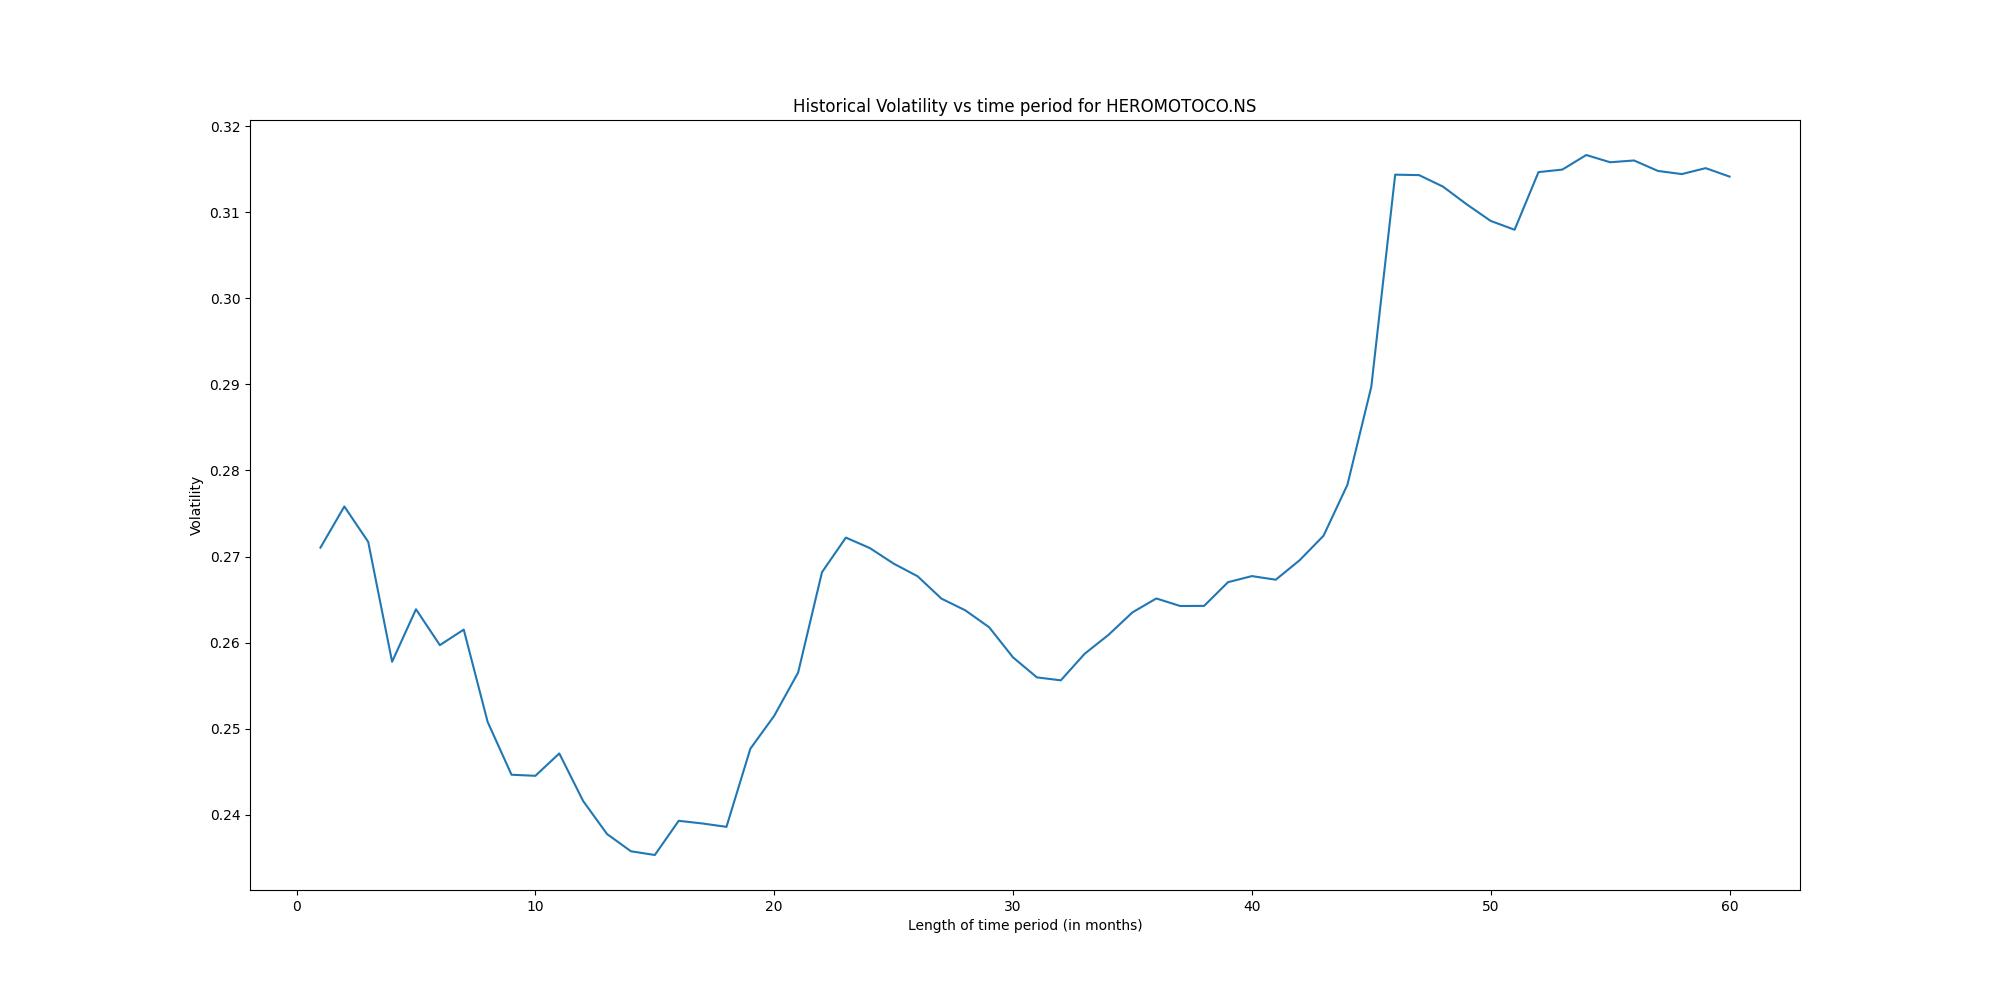 Historical Volatility vs time period for HEROMOTOCO.NS
0.32
0.31
0.30
0.29
0.28
0.27
0.26
0.25
0.24
Volatility
0 10 20 30 40 50 60
Length of time period (in months)